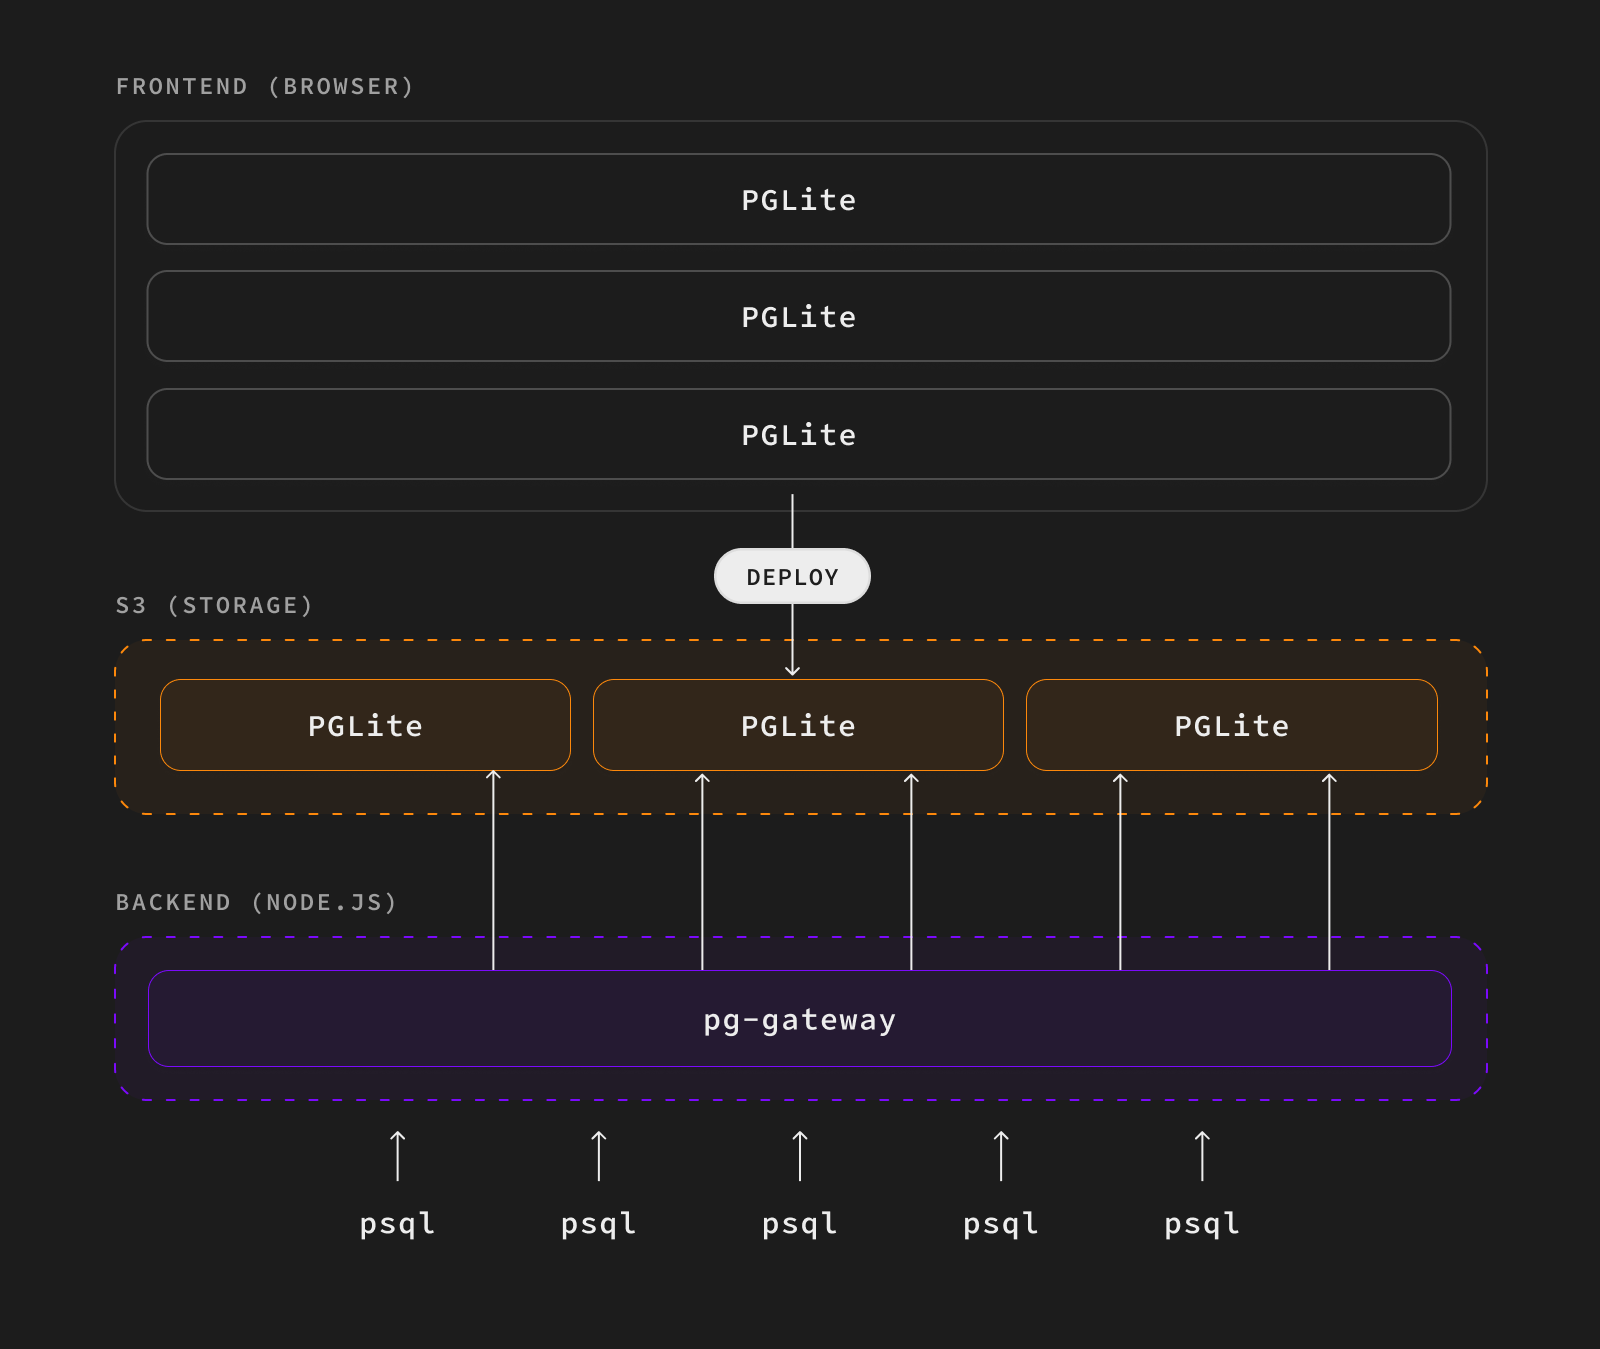 FRONTEND (BROWSER)
PGLite
PGLite
PGLite
DEPLOY
S3 (STORAGE)
PGLite PGLite PGLite
BACKEND (NODE.JS)
pg-gateway
psql psql psql psql psql